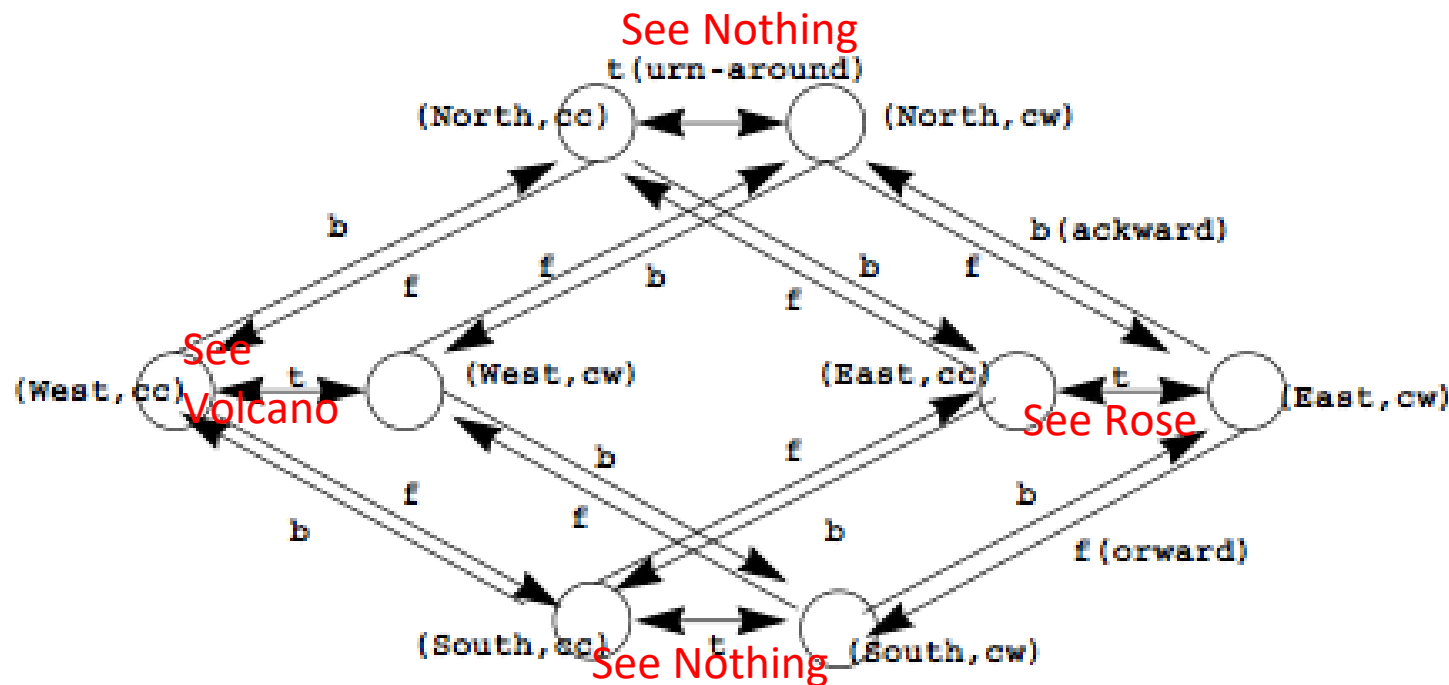 See Nothing
t(urn-around)
(North,cc)
(North,cw)
b
f
f
b
b
f
b(ackward)
f
See
Volcano
(West,cc)
t
(West,cw)
(East,cc)
t
See Rose
(East,cw)
f
b
b
f
f
b
b
f(orward)
(South,cc)
t
See Nothing
(South,cw)